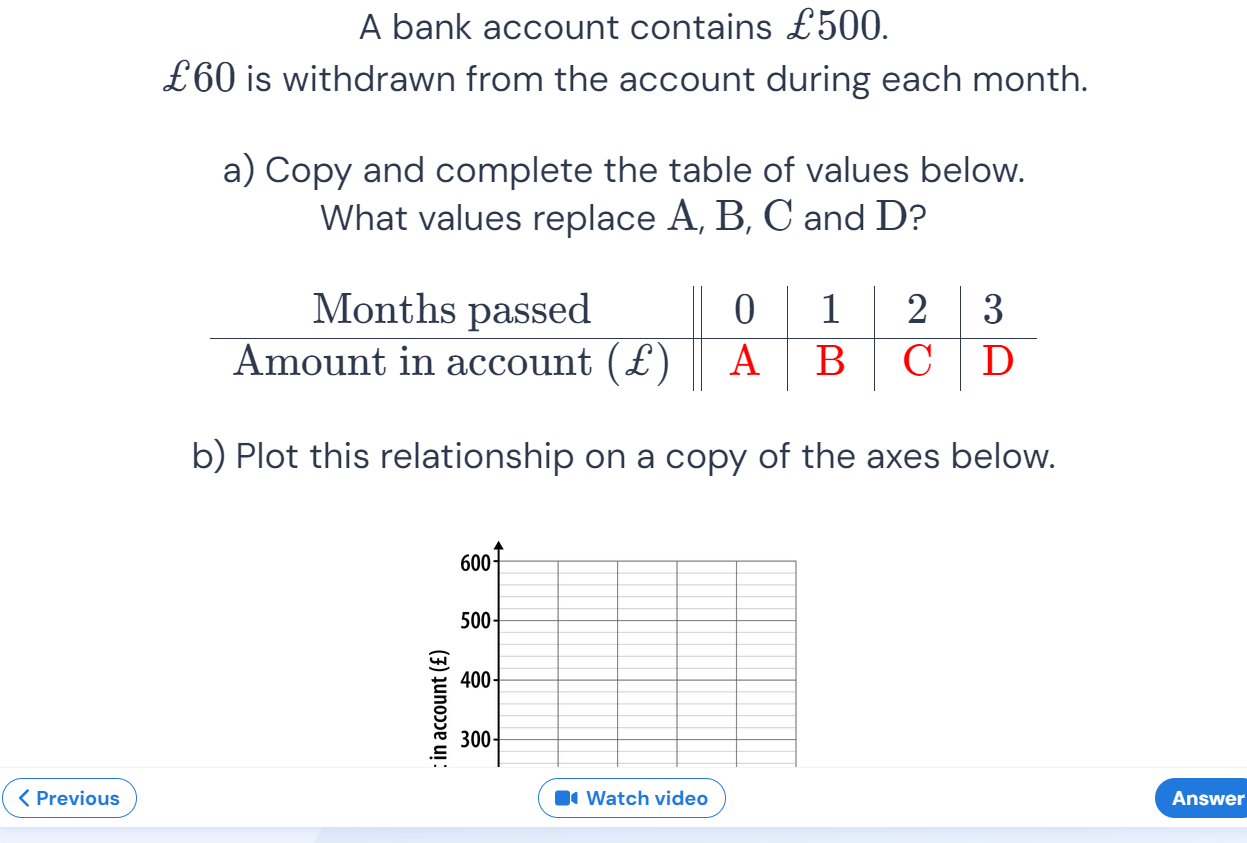 A bank account contains £500.
£60 is withdrawn from the account during each month.
a) Copy and complete the table of values below.
What values replace A, B, C and D?
Months passed 0 1 2 3
Amount in account (£) A B C D
b) Plot this relationship on a copy of the axes below.
600
500
400
300
in account (£)
Previous
Watch video
Answer